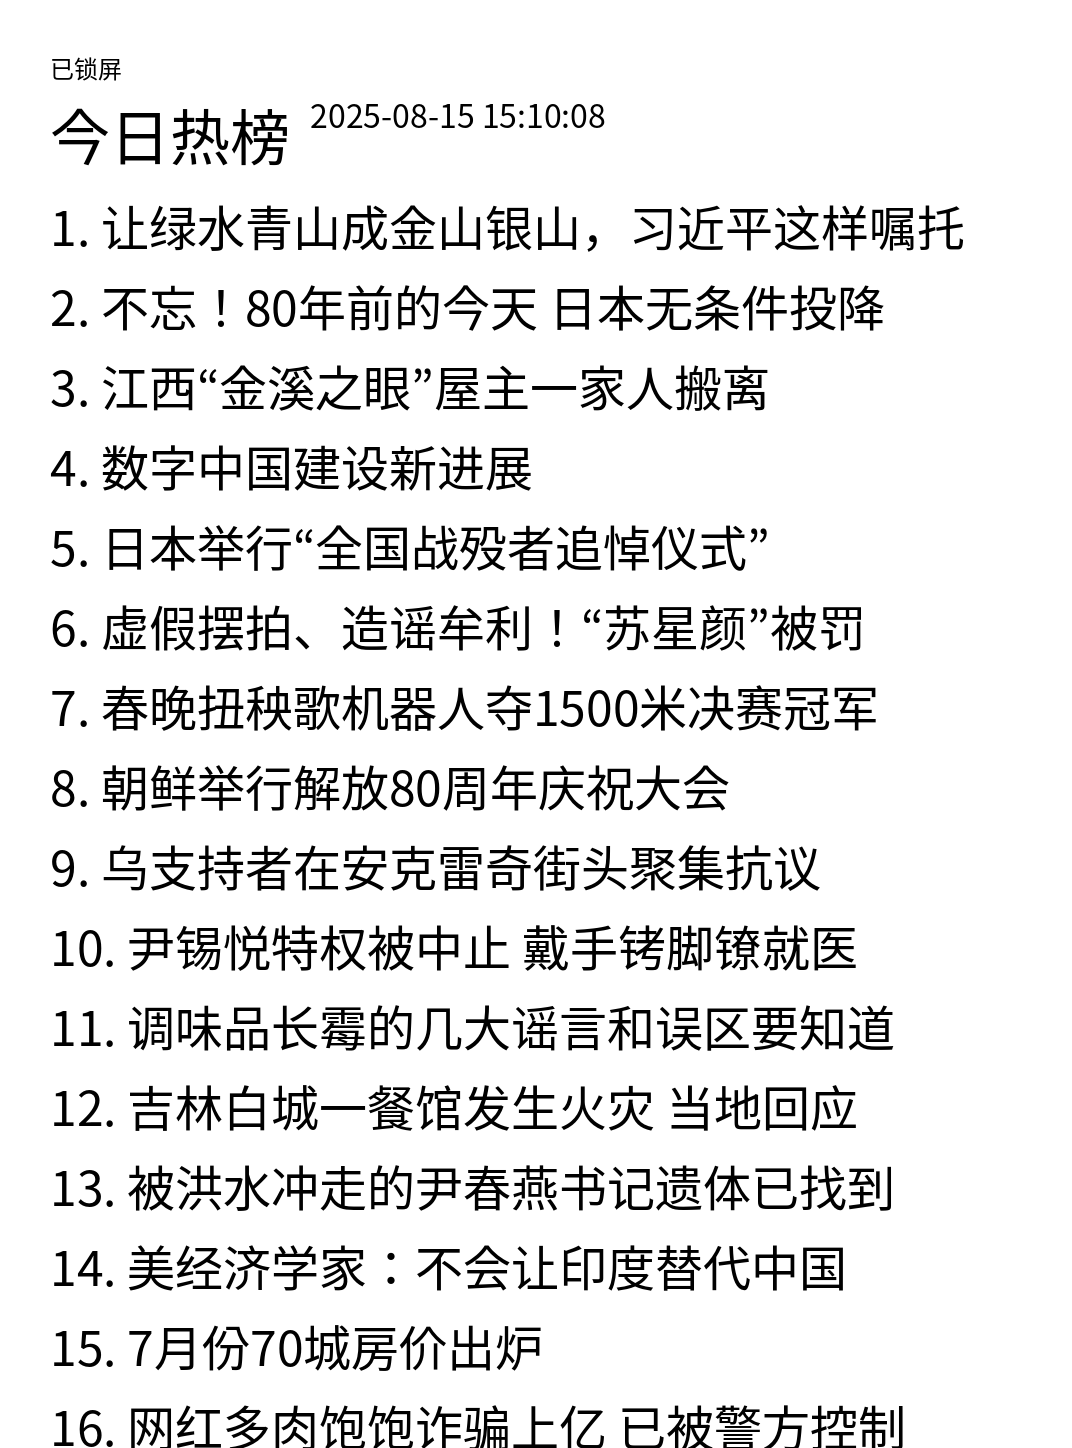 已锁屏
今日热榜 2025-08-15 15:10:08
1. 让绿水青山成金山银山，习近平这样嘱托
2. 不忘！80年前的今天 日本无条件投降
3. 江西“金溪之眼”屋主一家人搬离
4. 数字中国建设新进展
5. 日本举行“全国战殁者追悼仪式”
6. 虚假摆拍、造谣牟利！“苏星颜”被罚
7. 春晚扭秧歌机器人夺1500米决赛冠军
8. 朝鲜举行解放80周年庆祝大会
9. 乌支持者在安克雷奇街头聚集抗议
10. 尹锡悦特权被中止 戴手铐脚镣就医
11. 调味品长霉的几大谣言和误区要知道
12. 吉林白城一餐馆发生火灾 当地回应
13. 被洪水冲走的尹春燕书记遗体已找到
14. 美经济学家：不会让印度替代中国
15. 7月份70城房价出炉
16. 网红多肉饱饱诈骗上亿 已被警方控制